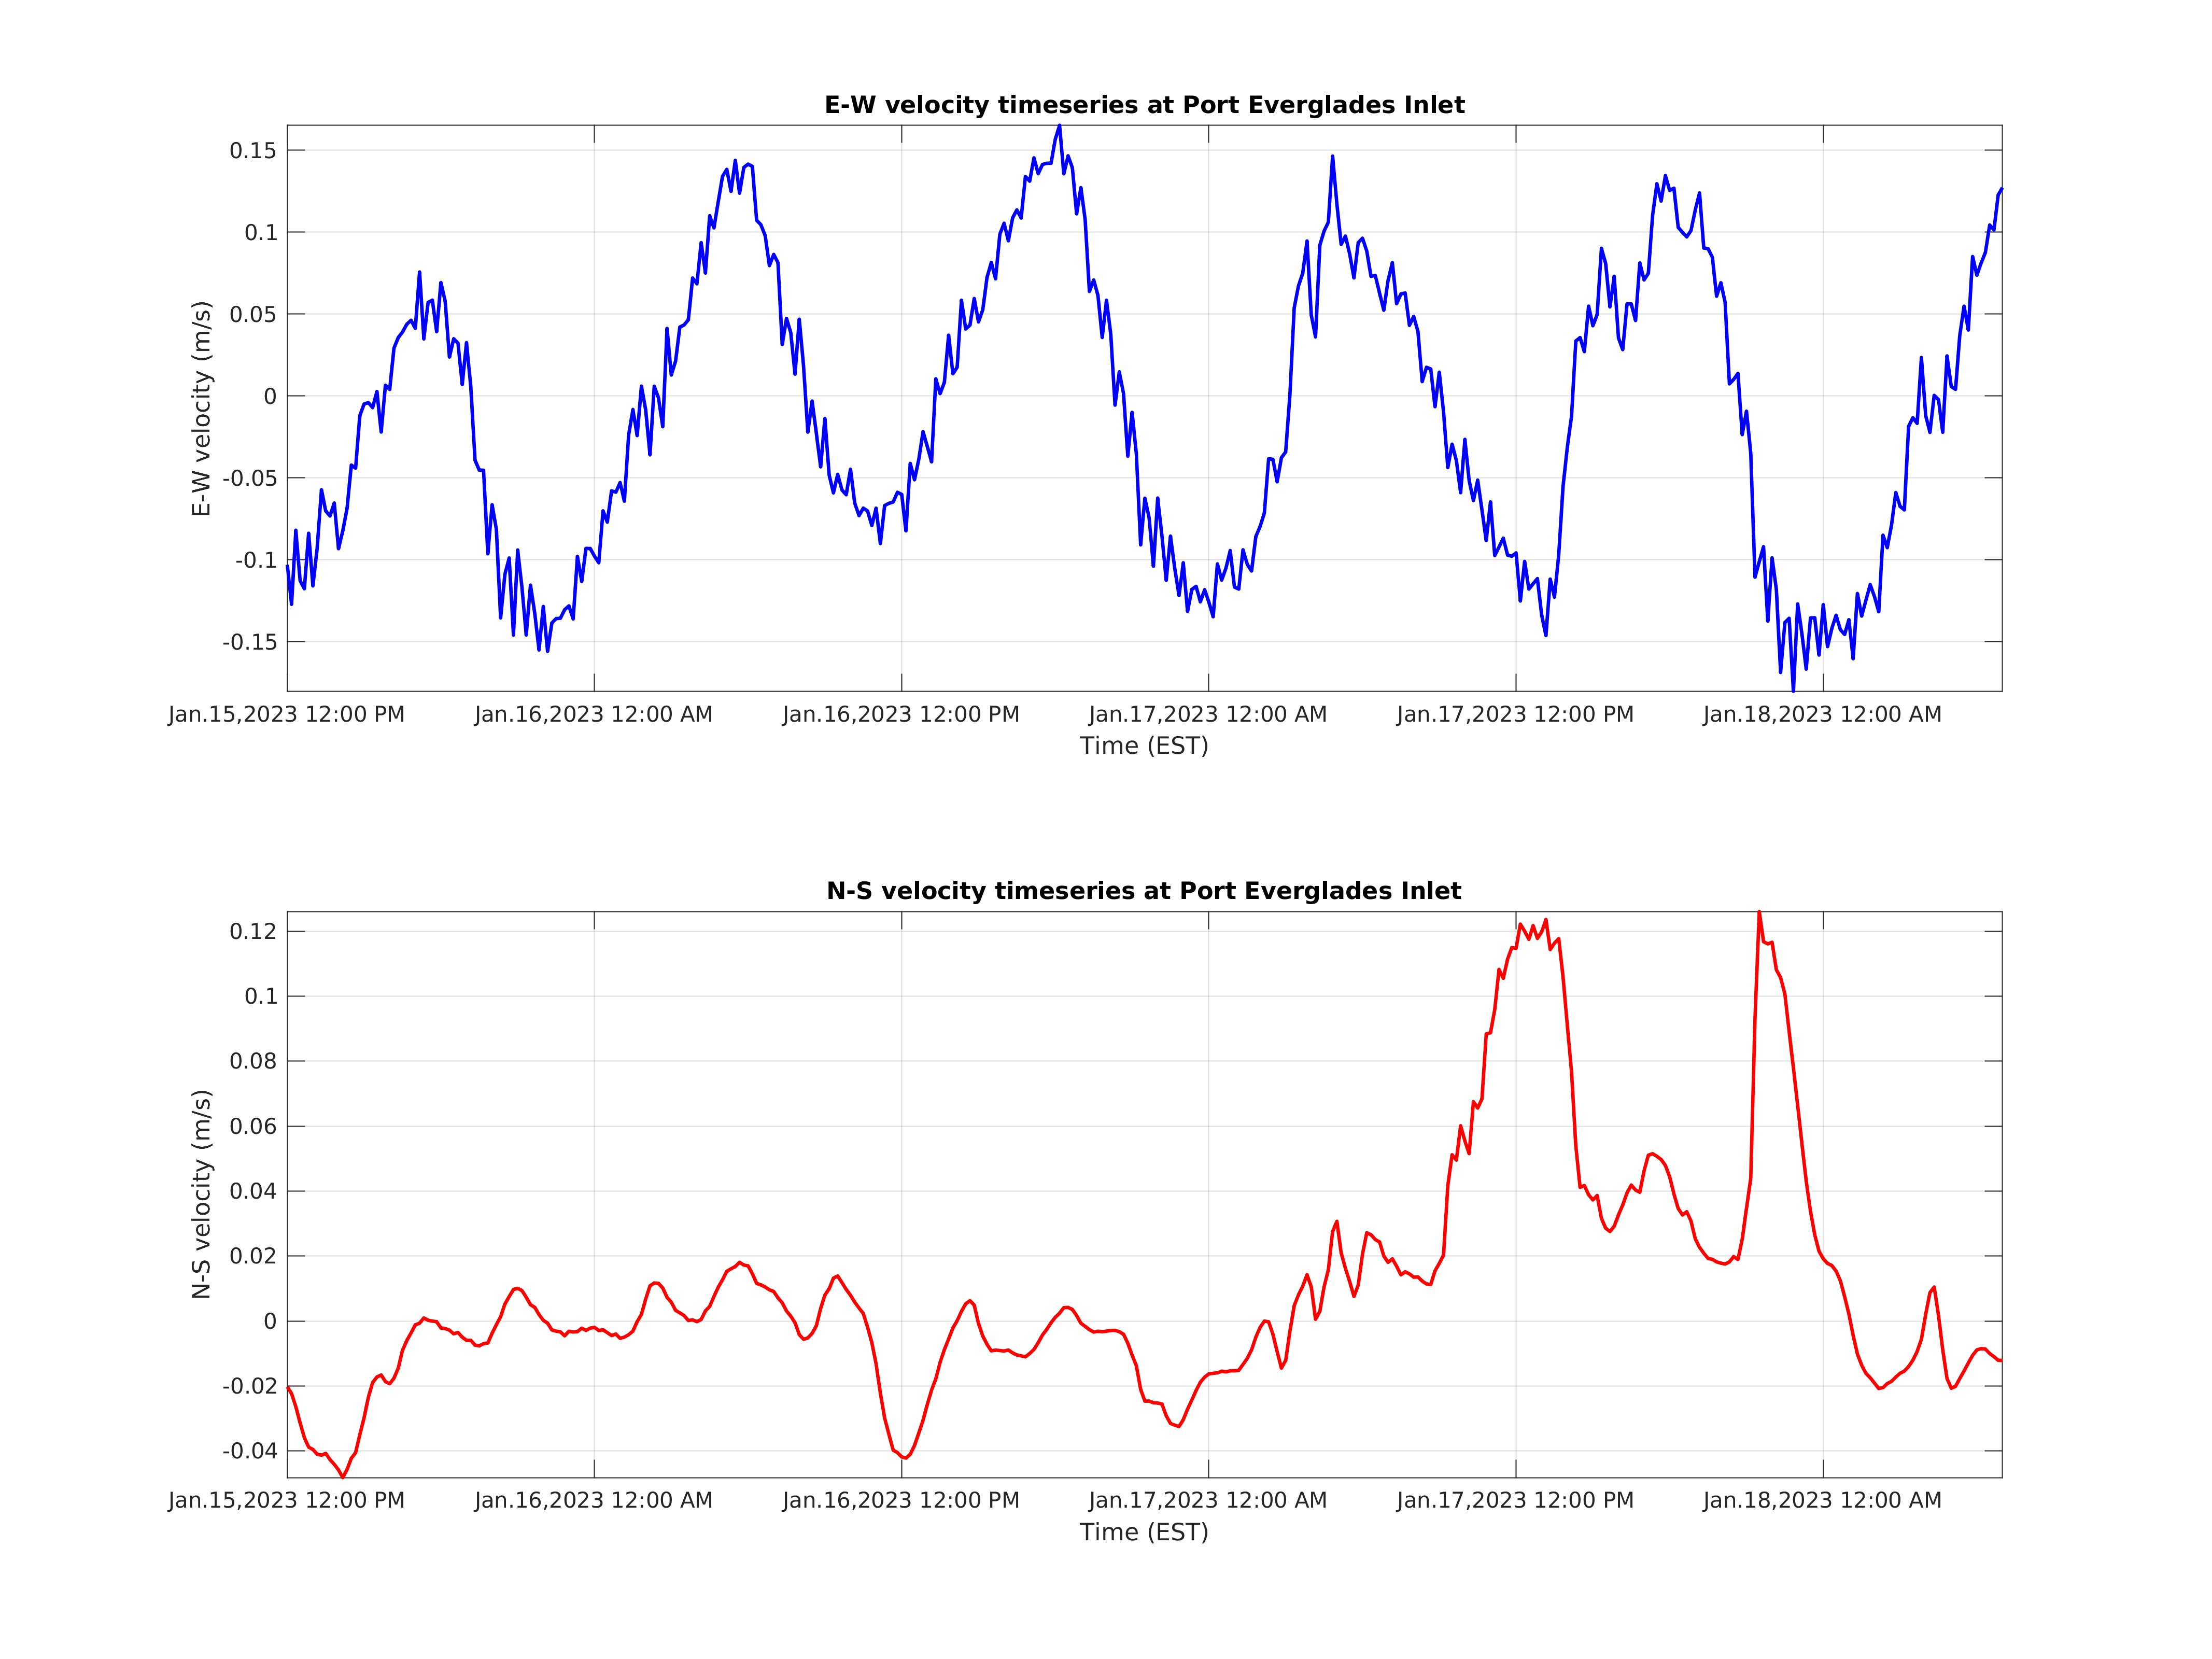 E-W velocity timeseries at Port Everglades Inlet
E-W velocity (m/s)
0.15
0.1
0.05
0
-0.05
-0.1
-0.15
Jan.15,2023 12:00 PM Jan.16,2023 12:00 AM Jan.16,2023 12:00 PM Jan.17,2023 12:00 AM Jan.17,2023 12:00 PM Jan.18,2023 12:00 AM
Time (EST)
N-S velocity timeseries at Port Everglades Inlet
N-S velocity (m/s)
0.12
0.1
0.08
0.06
0.04
0.02
0
-0.02
-0.04
Jan.15,2023 12:00 PM Jan.16,2023 12:00 AM Jan.16,2023 12:00 PM Jan.17,2023 12:00 AM Jan.17,2023 12:00 PM Jan.18,2023 12:00 AM
Time (EST)